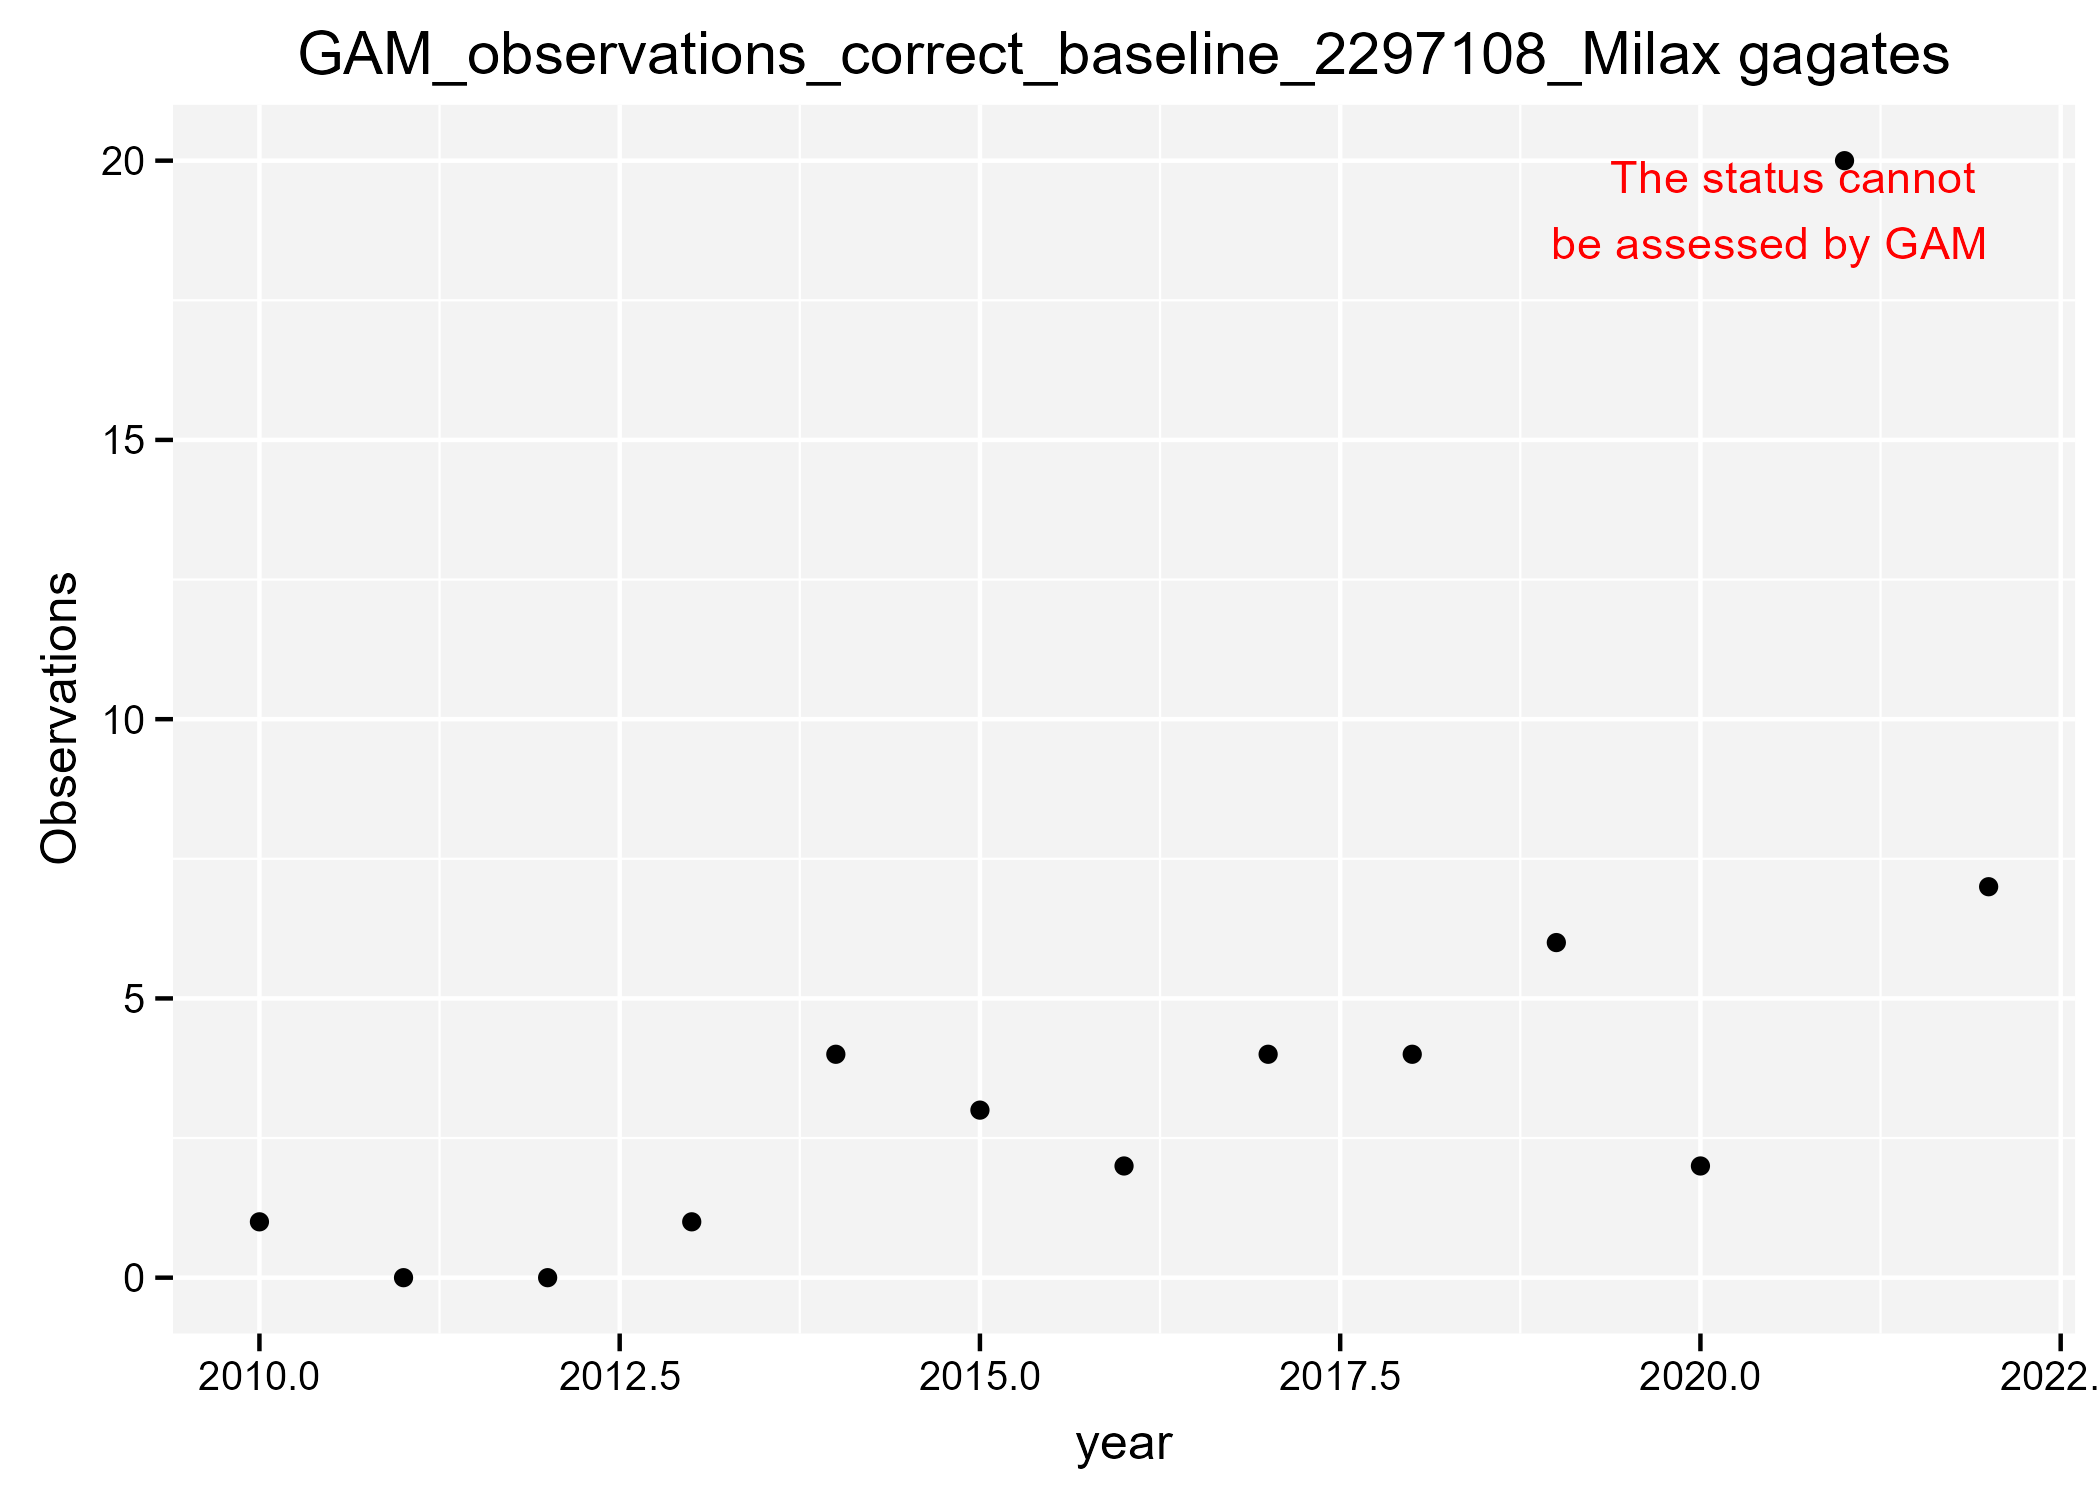 GAM_observations_correct_baseline_2297108_Milax gagates
20
The status cannot
be assessed by GAM
15
Observations
10
5
0
2010.0 2012.5 2015.0 2017.5 2020.0 2022.
year